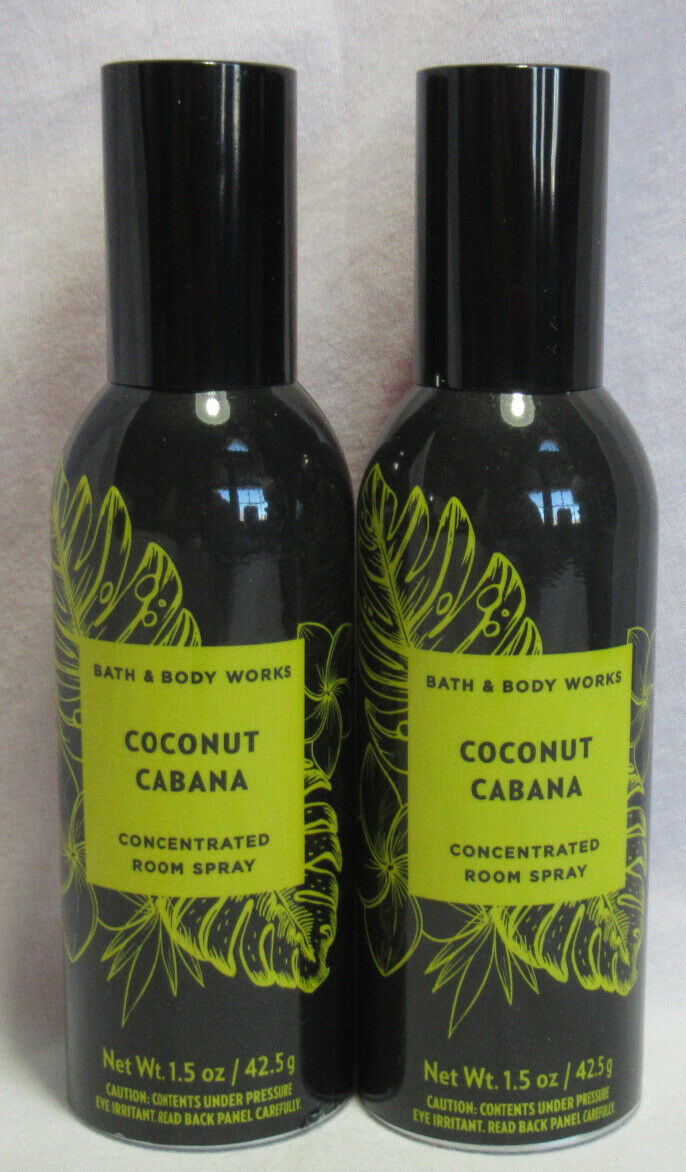 BATH & BODY WORKS
COCONUT
CABANA
CONCENTRATED
ROOM SPRAY
Net Wt. 1.5 oz / 42.5 g
CAUTION: CONTENTS UNDER PRESSURE
EYE IRRITANT. READ BACK PANEL CAREFULLY.
BATH & BODY WORKS
COCONUT
CABANA
CONCENTRATED
ROOM SPRAY
Net Wt. 1.5 oz / 42.5 g
CAUTION: CONTENTS UNDER PRESSURE
EYE IRRITANT. READ BACK PANEL CAREFULLY.